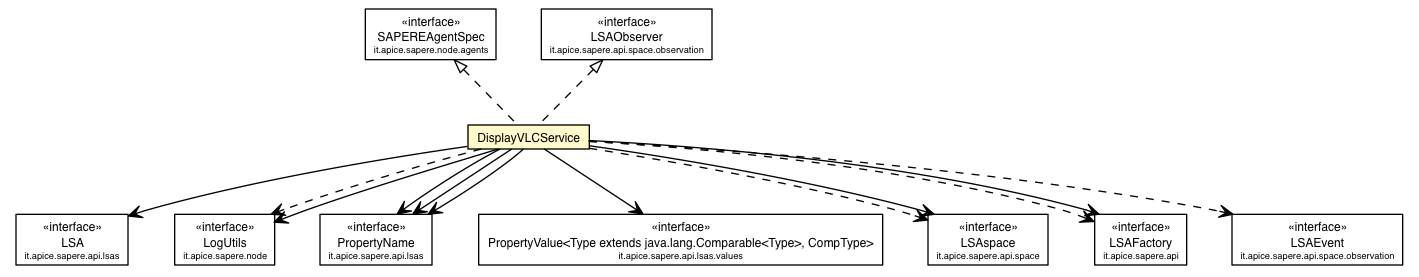 «interface»
SAPEREAgentSpec
it.apice.sapere.node.agents
«interface»
LSAObserver
it.apice.sapere.api.space.observation
DisplayVLCService
«interface»
LSA
it.apice.sapere.api.lsas
«interface»
LogUtils
it.apice.sapere.node
«interface»
PropertyName
it.apice.sapere.api.lsas
«interface»
PropertyValue<Type extends java.lang.Comparable<Type>, CompType>
it.apice.sapere.api.lsas.values
«interface»
LSAspace
it.apice.sapere.api.space
«interface»
LSAFactory
it.apice.sapere.api
«interface»
LSAEvent
it.apice.sapere.api.space.observation